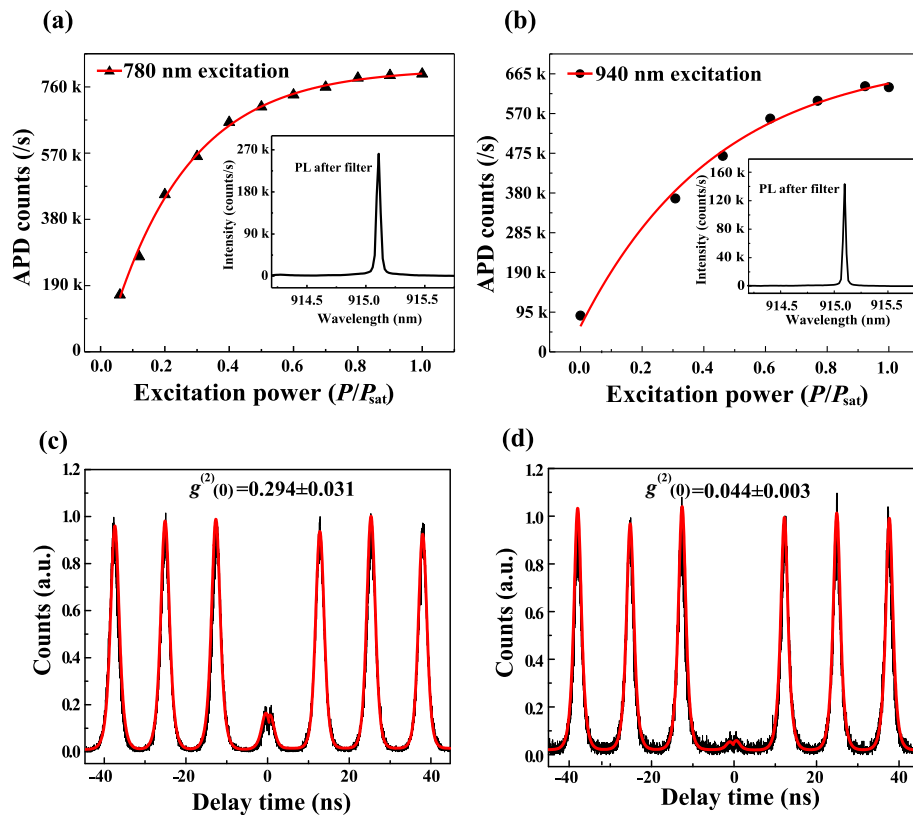 (a)
780 nm excitation
760 k
570 k
380 k
190 k
0
APD counts (/s)
0.0 0.2 0.4 0.6 0.8 1.0
Excitation power (P/Psat)
PL after filter
270 k
180 k
90 k
0
Intensity (counts/s)
914.5 915.0 915.5
Wavelength (nm)
(b)
940 nm excitation
665 k
570 k
475 k
380 k
285 k
190 k
95 k
0
APD counts (/s)
0.0 0.2 0.4 0.6 0.8 1.0
Excitation power (P/Psat)
PL after filter
160 k
120 k
80 k
40 k
0
Intensity (counts/s)
914.5 915.0 915.5
Wavelength (nm)
(c)
g(2)(0)=0.294±0.031
1.2
1.0
0.8
0.6
0.4
0.2
0.0
Counts (a.u.)
-40 -20 0 20 40
Delay time (ns)
(d)
g(2)(0)=0.044±0.003
1.2
1.0
0.8
0.6
0.4
0.2
0.0
Counts (a.u.)
-40 -20 0 20 40
Delay time (ns)